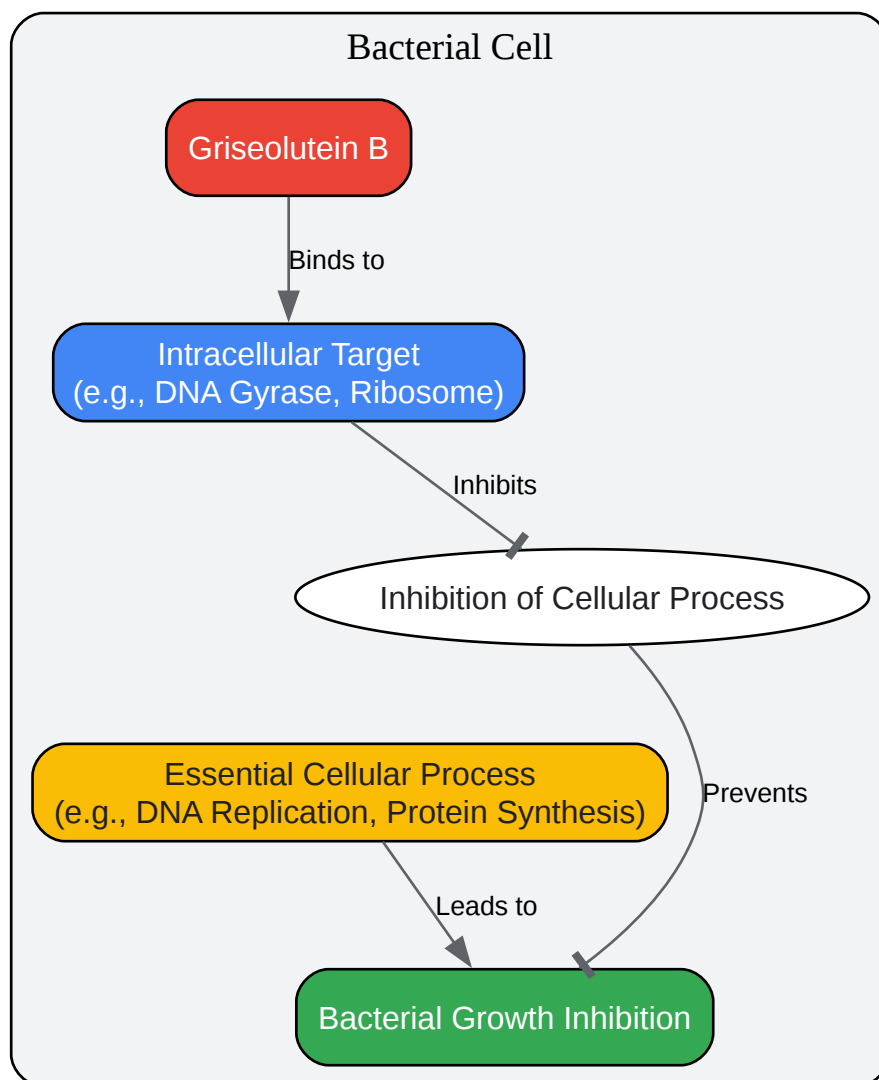 Bacterial Cell
Griseolutein B
Binds to
Intracellular Target
(e.g., DNA Gyrase, Ribosome)
Inhibits
Inhibition of Cellular Process
Essential Cellular Process
(e.g., DNA Replication, Protein Synthesis)
Prevents
Leads to
Bacterial Growth Inhibition